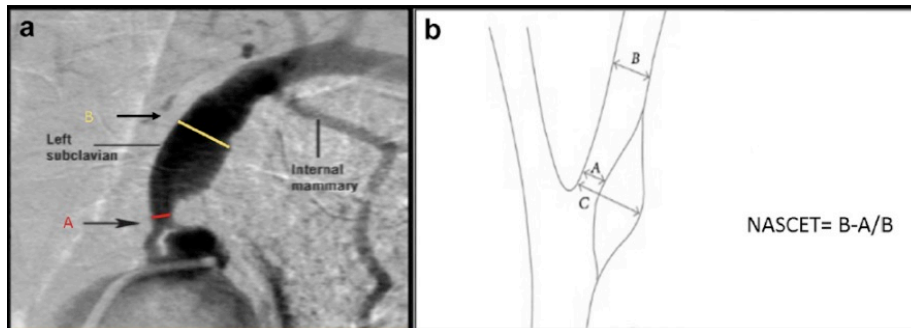 a
B
Left
subclavian
Internal
mammary
A
b
B
A
C
NASCET= B-A/B